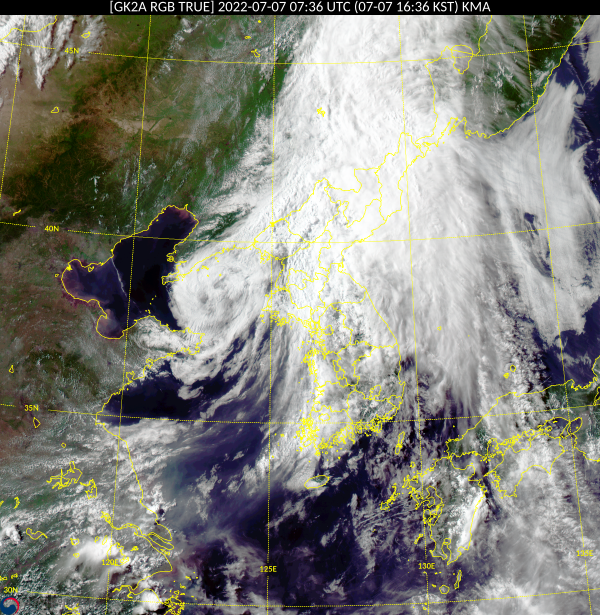 [GK2A RGB TRUE] 2022-07-07 07:36 UTC (07-07 16:36 KST) KMA
45N
40N
35N
120E
125E
130E
135E
30N